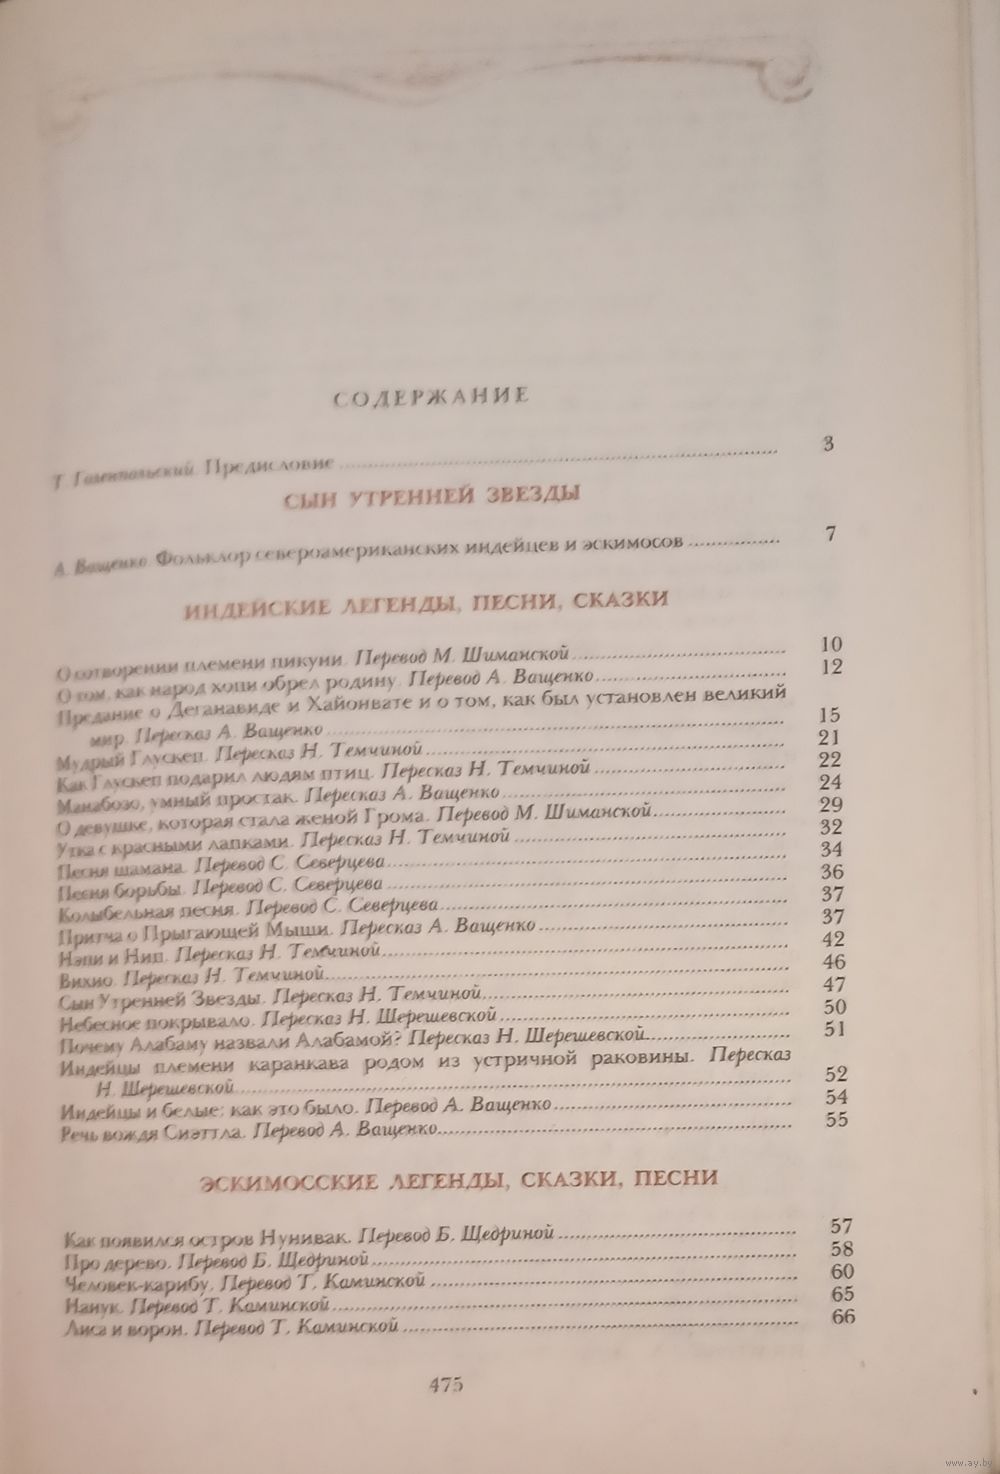 СОДЕРЖАНИЕ
Т. Голенпольский. Предисловие 3
СЫН УТРЕННЕЙ ЗВЕЗДЫ
А. Ващенко. Фольклор североамериканских индейцев и эскимосов 7
ИНДЕЙСКИЕ ЛЕГЕНДЫ, ПЕСНИ, СКАЗКИ
О сотворении племени пикуни. Перевод М. Шиманской 10
О том, как народ хопи обрел родину. Перевод А. Ващенко 12
Предание о Деганавиде и Хайонвате и о том, как был установлен великий
мир. Пересказ А. Ващенко 15
Мудрый Глускеп. Пересказ Н. Темчиной 21
Как Глускеп подарил людям птиц. Пересказ Н. Темчиной 22
Манабозо, умный простак. Пересказ А. Ващенко 24
О девушке, которая стала женой Грома. Перевод М. Шиманской 29
Утка с красными лапками. Пересказ Н. Темчиной 32
Песня шамана. Перевод С. Северцева 34
Песня борьбы. Перевод С. Северцева 36
Колыбельная песня. Перевод С. Северцева 37
Притча о Прыгающей Мыши. Пересказ А. Ващенко 37
Нэпи и Нип. Пересказ Н. Темчиной 42
Вихио. Пересказ Н. Темчиной 46
Сын Утренней Звезды. Пересказ Н. Темчиной 47
Небесное покрывало. Пересказ Н. Шерешевской 50
Почему Алабаму назвали Алабамой? Пересказ Н. Шерешевской 51
Индейцы племени каранкава родом из устричной раковины. Пересказ
Н. Шерешевской 52
Индейцы и белые: как это было. Перевод А. Ващенко 54
Речь вождя Сиэттла. Перевод А. Ващенко 55
ЭСКИМОССКИЕ ЛЕГЕНДЫ, СКАЗКИ, ПЕСНИ
Как появился остров Нунивак. Перевод Б. Щедриной 57
Про дерево. Перевод Б. Щедриной 58
Человек-карибу. Перевод Т. Каминской 60
Нанук. Перевод Т. Каминской 65
Лиса и ворон. Перевод Т. Каминской 66
475
www.ay.by